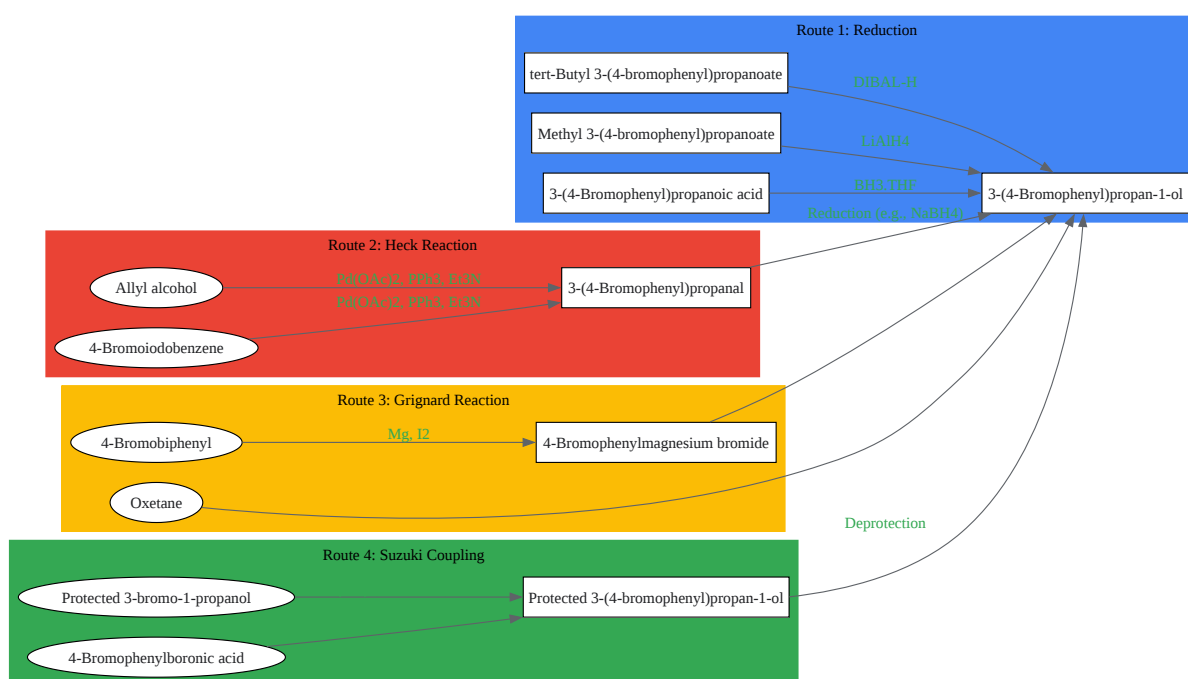 Route 1: Reduction
tert-Butyl 3-(4-bromophenyl)propanoate
DIBAL-H
Methyl 3-(4-bromophenyl)propanoate
LiAlH4
3-(4-Bromophenyl)propanoic acid
BH3·THF
3-(4-Bromophenyl)propan-1-ol
Reduction (e.g., NaBH4)
Route 2: Heck Reaction
Allyl alcohol
Pd(OAc)2, PPh3, Et3N
3-(4-Bromophenyl)propanal
Pd(OAc)2, PPh3, Et3N
4-Bromoiodobenzene
Route 3: Grignard Reaction
4-Bromobiphenyl
Mg, I2
4-Bromophenylmagnesium bromide
Oxetane
Deprotection
Route 4: Suzuki Coupling
Protected 3-bromo-1-propanol
Protected 3-(4-bromophenyl)propan-1-ol
4-Bromophenylboronic acid